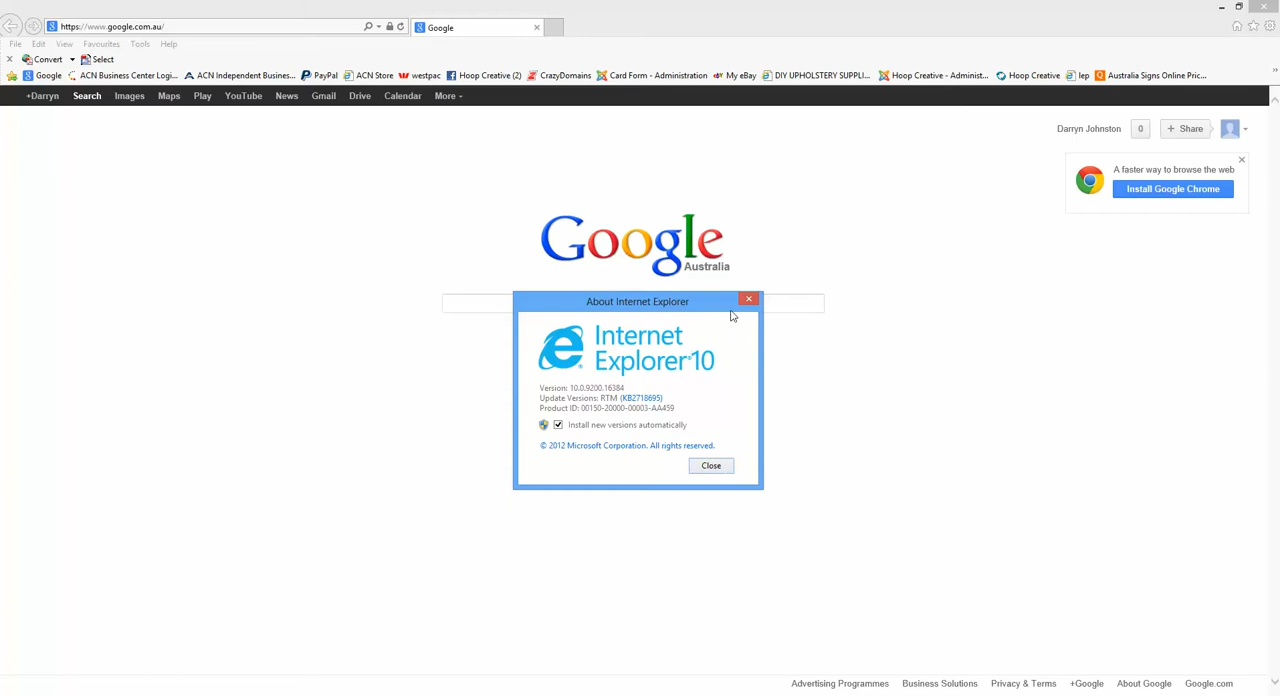 https://www.google.com.au/
Google
File Edit View Favourites Tools Help
Convert Select
Google ACN Business Center Logi... ACN Independent Busine... PayPal ACN Store westpac Hoop Creative (2) CrazyDomains Card Form - Administration My eBay DIY UPHOLSTERY SUPPLI... Hoop Creative - Administ... Hoop Creative lep Australia Signs Online Pric...
+Darryn Search Images Maps Play YouTube News Gmail Drive Calendar More
Darryn Johnston 0 + Share
A faster way to browse the web
Install Google Chrome
Google
Australia
About Internet Explorer
Internet
Explorer 10
Version: 10.0.9200.16384
Update Versions: RTM (KB2718695)
Product ID: 00150-20000-00003-AA459
Install new versions automatically
© 2012 Microsoft Corporation. All rights reserved.
Close
Advertising Programmes Business Solutions Privacy & Terms +Google About Google Google.com